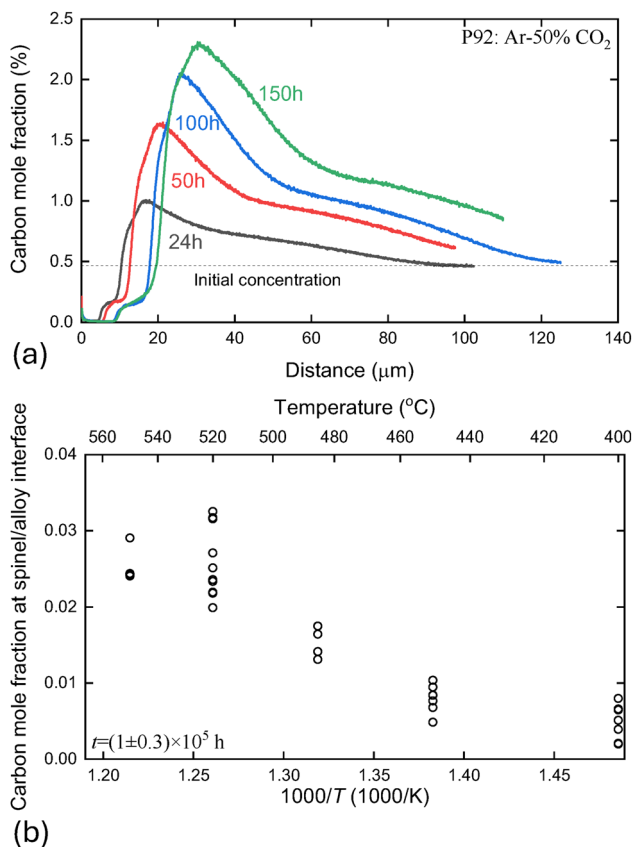 P92: Ar-50% CO₂
Carbon mole fraction (%)
2.5
2.0
1.5
1.0
0.5
0.0
150h
100h
50h
24h
Initial concentration
0 20 40 60 80 100 120 140
(a)
Distance (μm)
Temperature (°C)
560 540 520 500 480 460 440 420 400
Carbon mole fraction at spinel/alloy interface
0.04
0.03
0.02
0.01
0.00
t=(1±0.3)×10⁵ h
1.20 1.25 1.30 1.35 1.40 1.45
1000/T (1000/K)
(b)